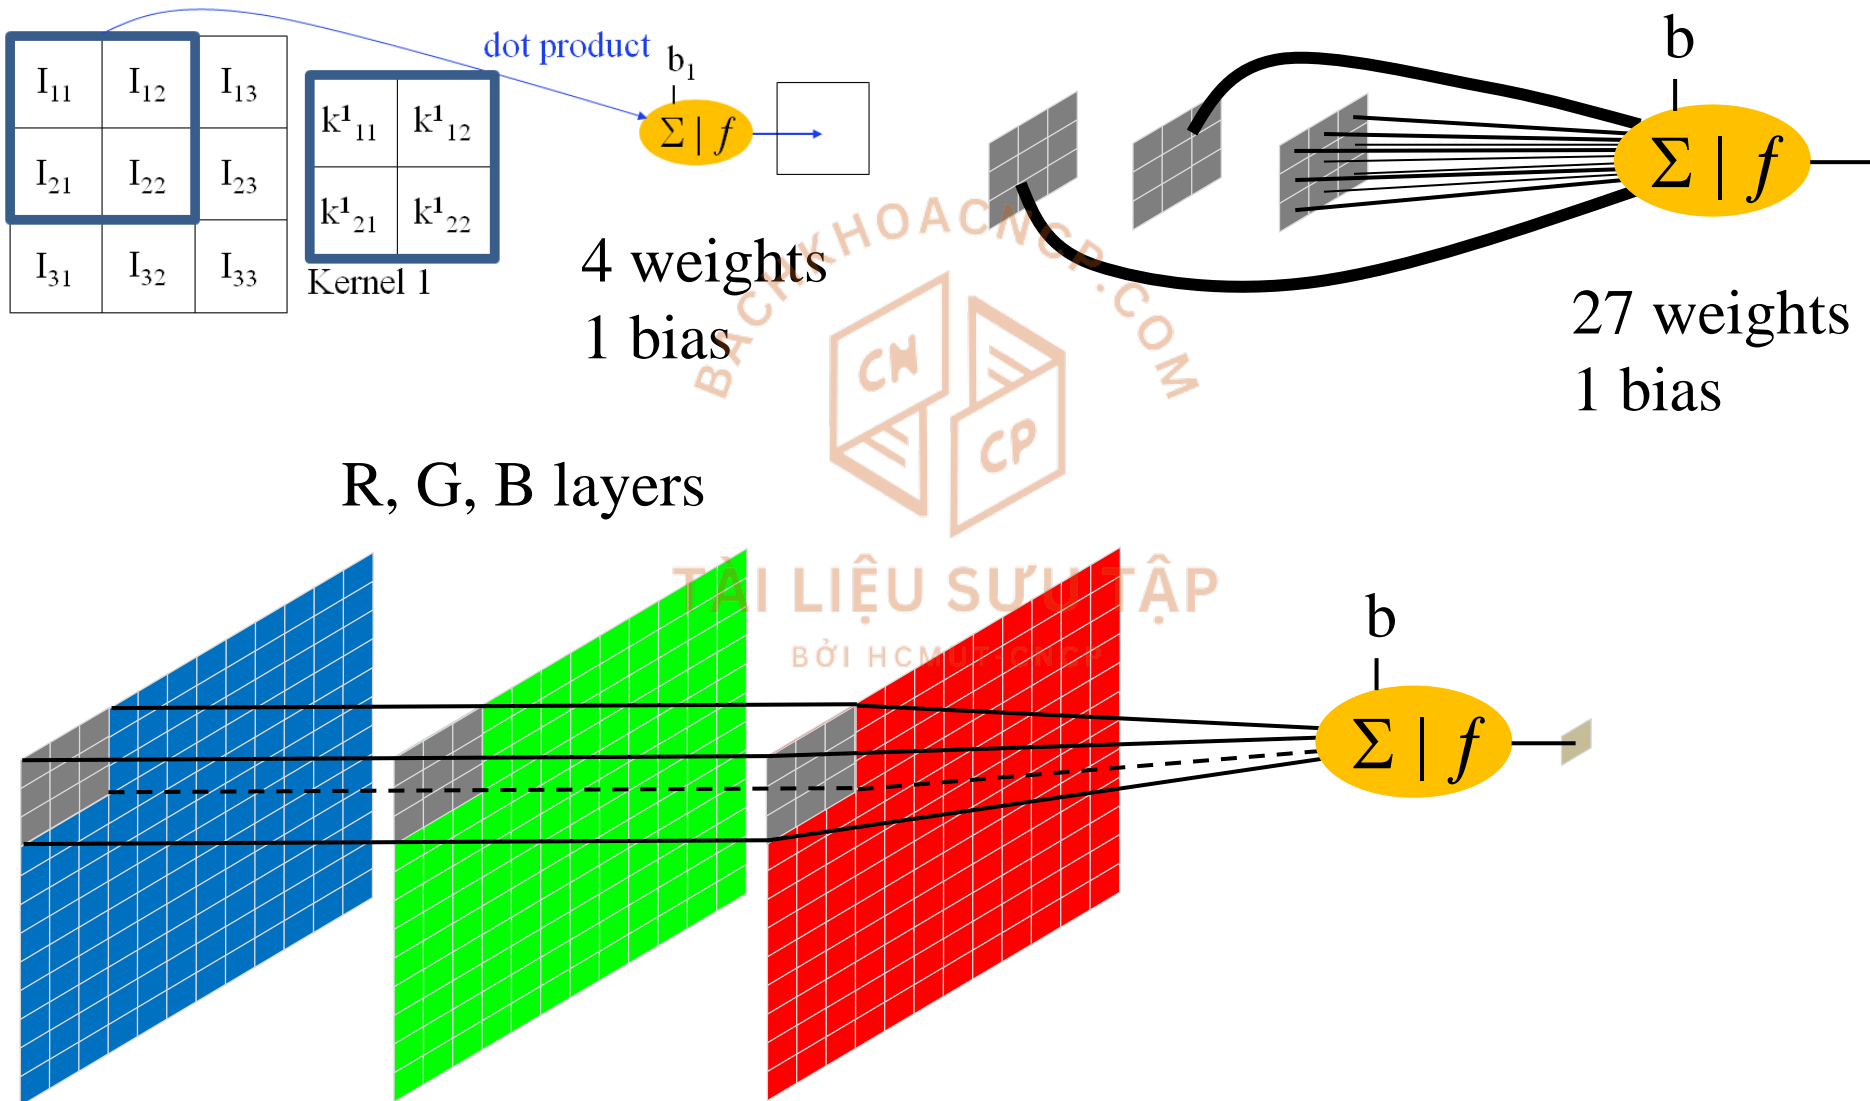 I11 I12 I13
I21 I22 I23
I31 I32 I33
k¹11 k¹12
k¹21 k¹22
Kernel 1
dot product
b1
Σ | f
4 weights
1 bias
b
Σ | f
27 weights
1 bias
BACHKHOACNCP.COM
CN
CP
TÀI LIỆU SƯU TẬP
BỞI HCMUT-CNCP
R, G, B layers
b
Σ | f